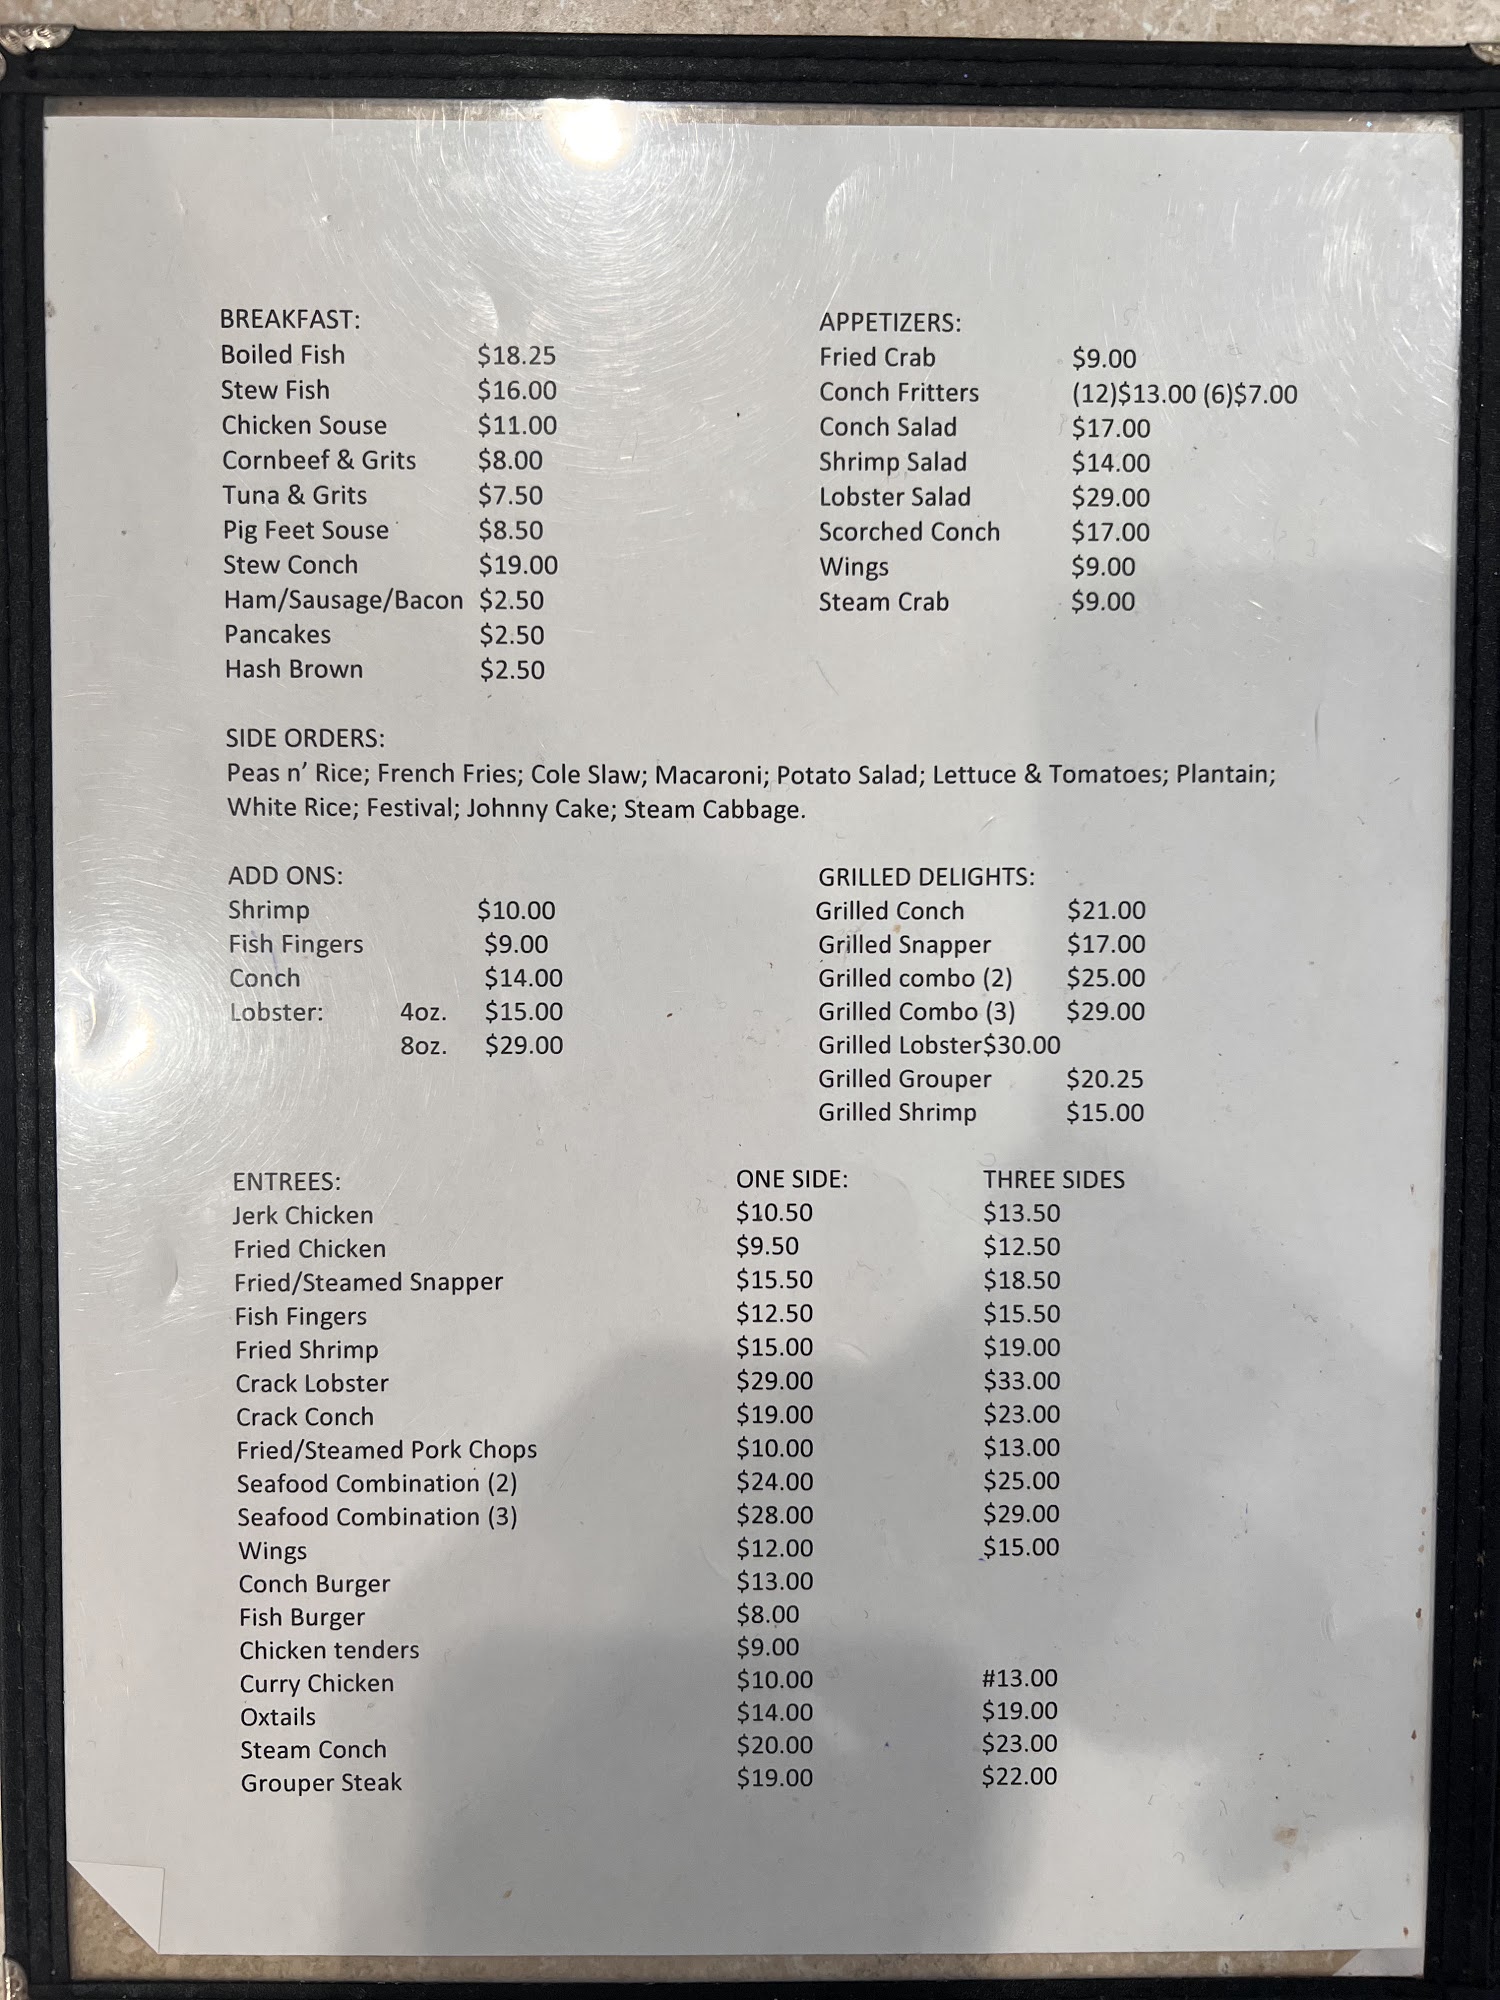 BREAKFAST:
Boiled Fish $18.25
Stew Fish $16.00
Chicken Souse $11.00
Cornbeef & Grits $8.00
Tuna & Grits $7.50
Pig Feet Souse $8.50
Stew Conch $19.00
Ham/Sausage/Bacon $2.50
Pancakes $2.50
Hash Brown $2.50
APPETIZERS:
Fried Crab $9.00
Conch Fritters (12)$13.00 (6)$7.00
Conch Salad $17.00
Shrimp Salad $14.00
Lobster Salad $29.00
Scorched Conch $17.00
Wings $9.00
Steam Crab $9.00
SIDE ORDERS:
Peas n’ Rice; French Fries; Cole Slaw; Macaroni; Potato Salad; Lettuce & Tomatoes; Plantain;
White Rice; Festival; Johnny Cake; Steam Cabbage.
ADD ONS:
Shrimp $10.00
Fish Fingers $9.00
Conch $14.00
Lobster: 4oz. $15.00
8oz. $29.00
GRILLED DELIGHTS:
Grilled Conch $21.00
Grilled Snapper $17.00
Grilled combo (2) $25.00
Grilled Combo (3) $29.00
Grilled Lobster$30.00
Grilled Grouper $20.25
Grilled Shrimp $15.00
ENTREES: ONE SIDE: THREE SIDES
Jerk Chicken $10.50 $13.50
Fried Chicken $9.50 $12.50
Fried/Steamed Snapper $15.50 $18.50
Fish Fingers $12.50 $15.50
Fried Shrimp $15.00 $19.00
Crack Lobster $29.00 $33.00
Crack Conch $19.00 $23.00
Fried/Steamed Pork Chops $10.00 $13.00
Seafood Combination (2) $24.00 $25.00
Seafood Combination (3) $28.00 $29.00
Wings $12.00 $15.00
Conch Burger $13.00
Fish Burger $8.00
Chicken tenders $9.00
Curry Chicken $10.00 #13.00
Oxtails $14.00 $19.00
Steam Conch $20.00 $23.00
Grouper Steak $19.00 $22.00